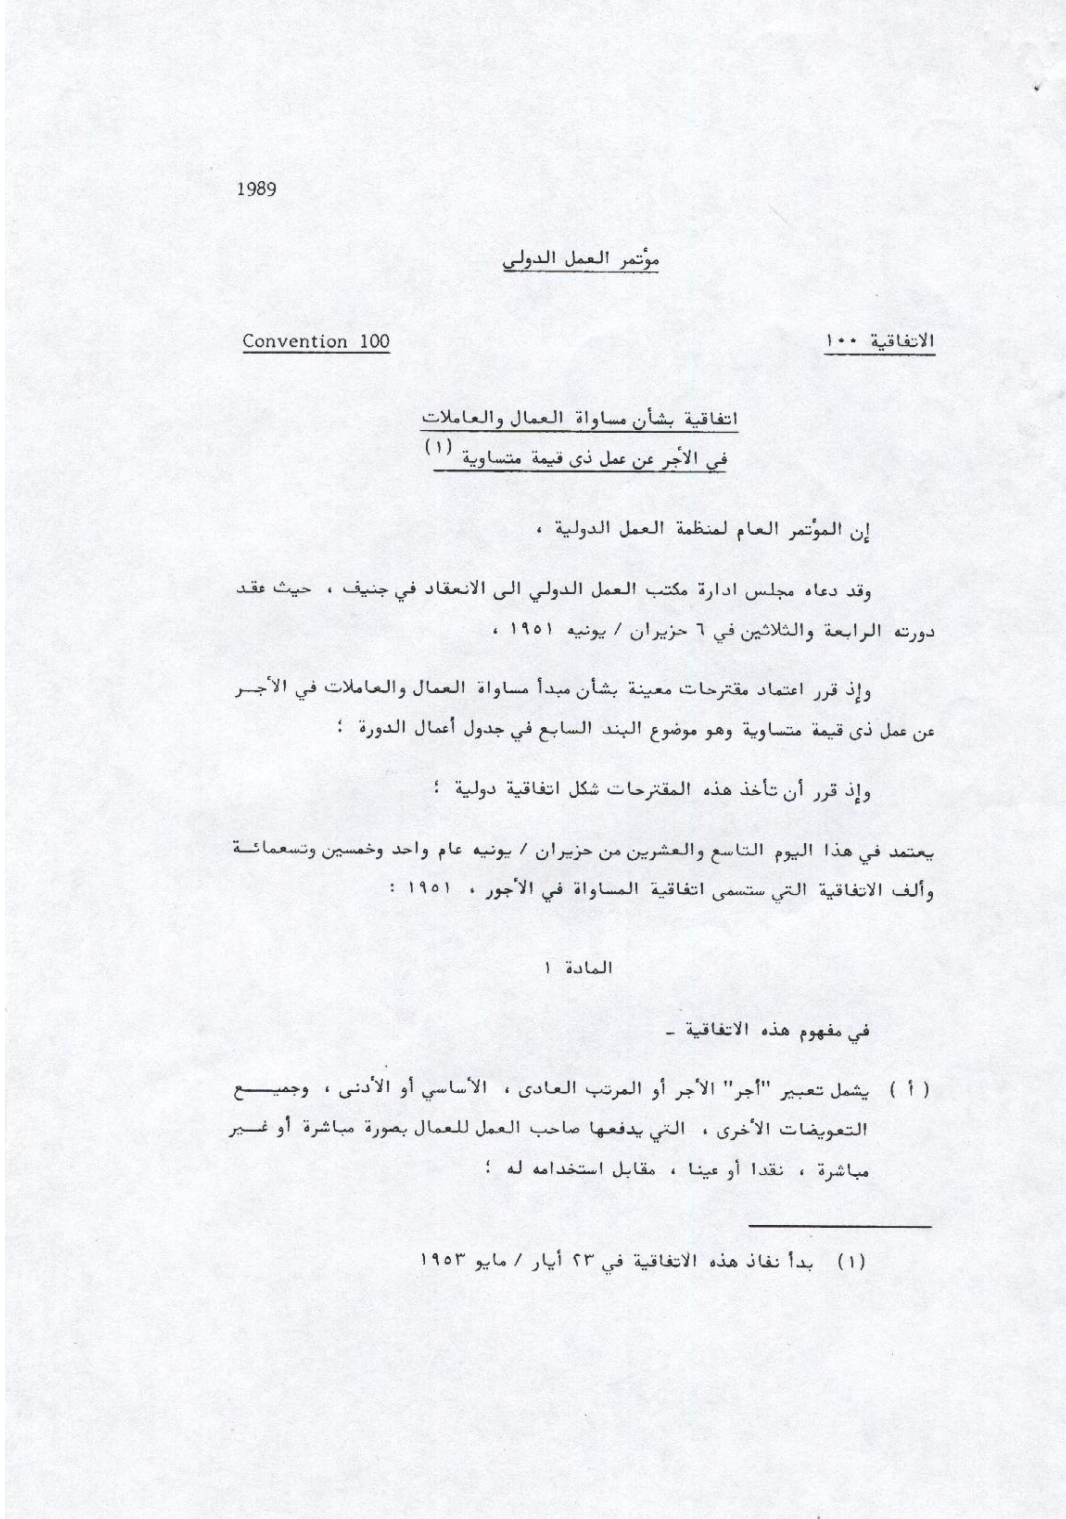 1989
مؤتمر العمل الدولي
الاتفاقية ١٠٠
Convention 100
اتفاقية بشأن مساواة العمال والعاملات
في الأجر عن عمل ذى قيمة متساوية (١)
إن المؤتمر العام لمنظمة العمل الدولية ،
وقد دعاه مجلس ادارة مكتب العمل الدولي الى الانعقاد في جنيف ، حيث عقد
دورته الرابعة والثلاثين في ٦ حزيران / يونيه ١٩٥١ ،
وإذ قرر اعتماد مقترحات معينة بشأن مبدأ مساواة العمال والعاملات في الأجر
عن عمل ذى قيمة متساوية وهو موضوع البند السابع في جدول أعمال الدورة ؛
وإذ قرر أن تأخذ هذه المقترحات شكل اتفاقية دولية ؛
يعتمد في هذا اليوم التاسع والعشرين من حزيران / يونيه عام واحد وخمسين وتسعمائة
وألف الاتفاقية التي ستسمى اتفاقية المساواة في الأجور ، ١٩٥١ :
المادة ١
في مفهوم هذه الاتفاقية ـ
( أ ) يشمل تعبير "أجر" الأجر أو المرتب العادى ، الأساسي أو الأدنى ، وجميع
التعويضات الأخرى ، التي يدفعها صاحب العمل للعمال بصورة مباشرة أو غير
مباشرة ، نقدا أو عينا ، مقابل استخدامه له ؛
(١) بدأ نفاذ هذه الاتفاقية في ٢٣ أيار / مايو ١٩٥٣